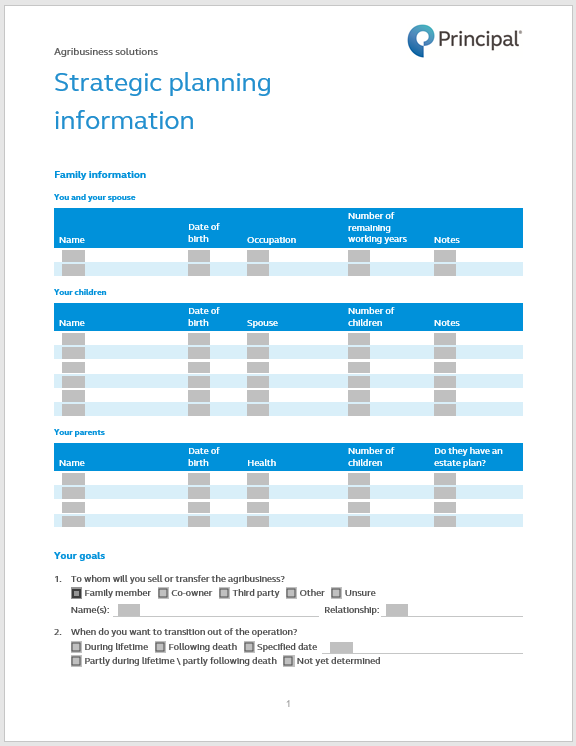 Principal®
Agribusiness solutions
Strategic planning
information
Family information
You and your spouse
Name Date of birth Occupation Number of remaining working years Notes
Your children
Name Date of birth Spouse Number of children Notes
Your parents
Name Date of birth Health Number of children Do they have an estate plan?
Your goals
1. To whom will you sell or transfer the agribusiness?
Family member Co-owner Third party Other Unsure
Name(s): Relationship:
2. When do you want to transition out of the operation?
During lifetime Following death Specified date
Partly during lifetime \ partly following death Not yet determined
1